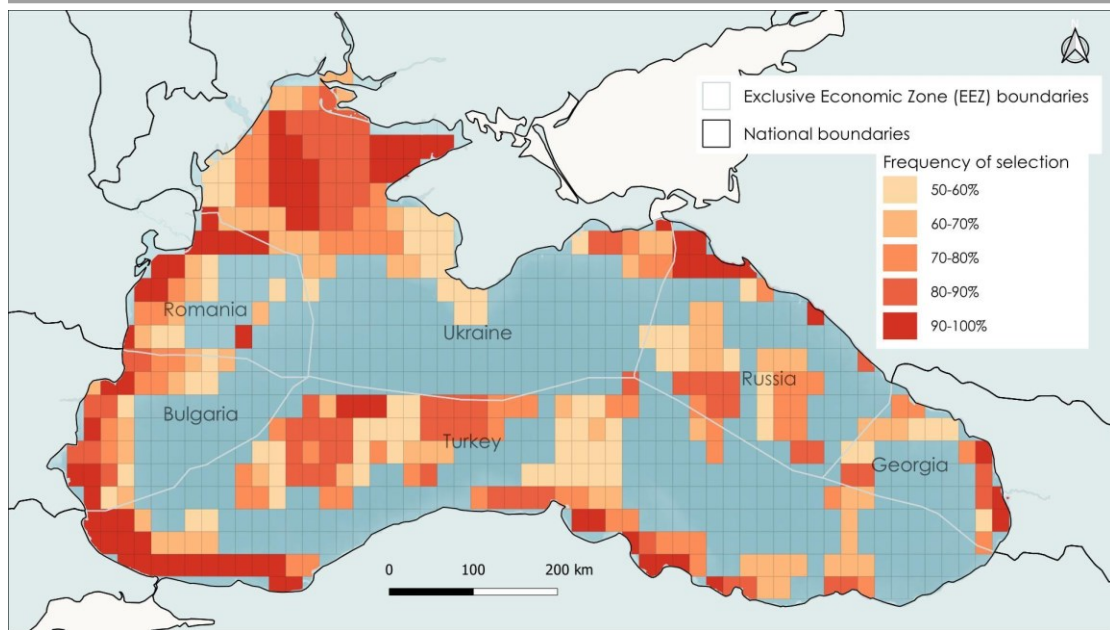 N
Exclusive Economic Zone (EEZ) boundaries
National boundaries
Frequency of selection
50-60%
60-70%
70-80%
80-90%
90-100%
Romania
Ukraine
Russia
Bulgaria
Turkey
Georgia
0 100 200 km